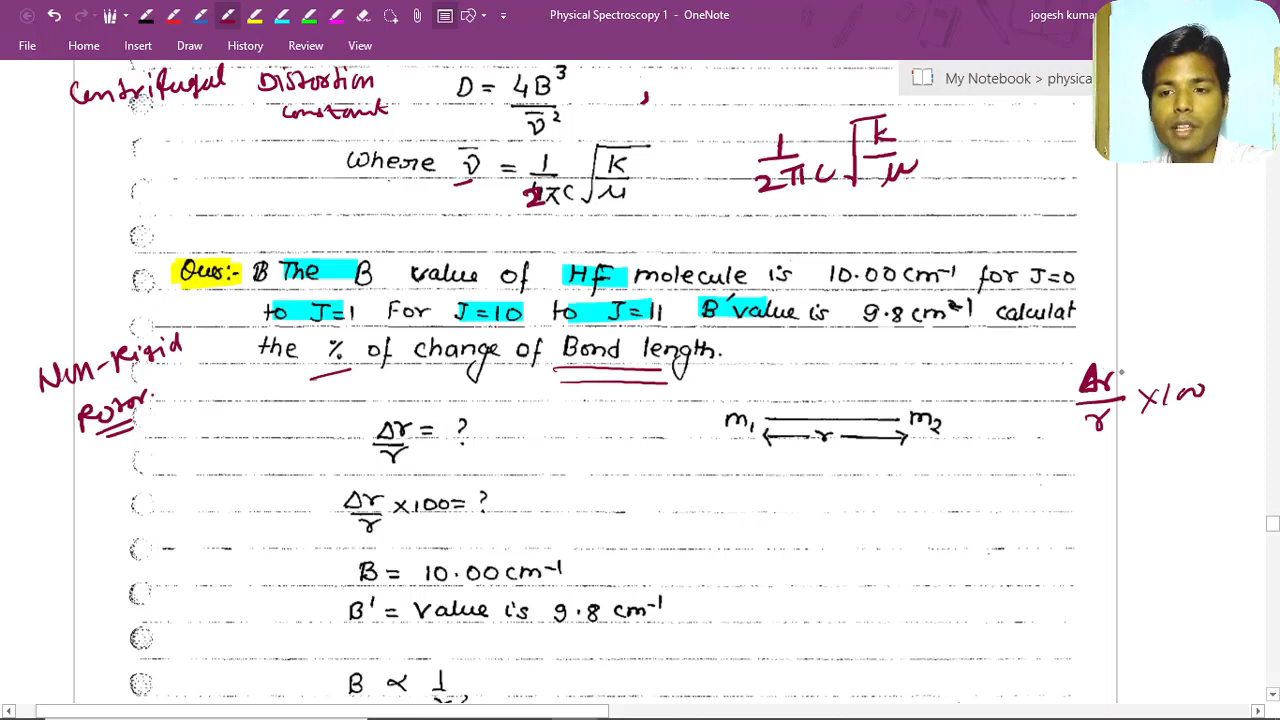 Physical Spectroscopy 1 - OneNote
jogesh kuma
File Home Insert Draw History Review View
My Notebook > physica
Centrifugal Distortion constant
D = 4B³ / ν̄²
where ν̄ = 1/2πc √K/μ
1/2πc √k/μ
Ques:- B The B value of HF molecule is 10.00 cm⁻¹ for J=0
to J=1 For J=10 to J=11 B' value is 9.8 cm⁻¹ calculat
the % of change of Bond length.
Non-Rigid
Rotor.
Δr/r ×100
Δr/r = ?
m₁ r m₂
Δr/r ×100 = ?
B = 10.00 cm⁻¹
B' = value is 9.8 cm⁻¹
B ∝ 1